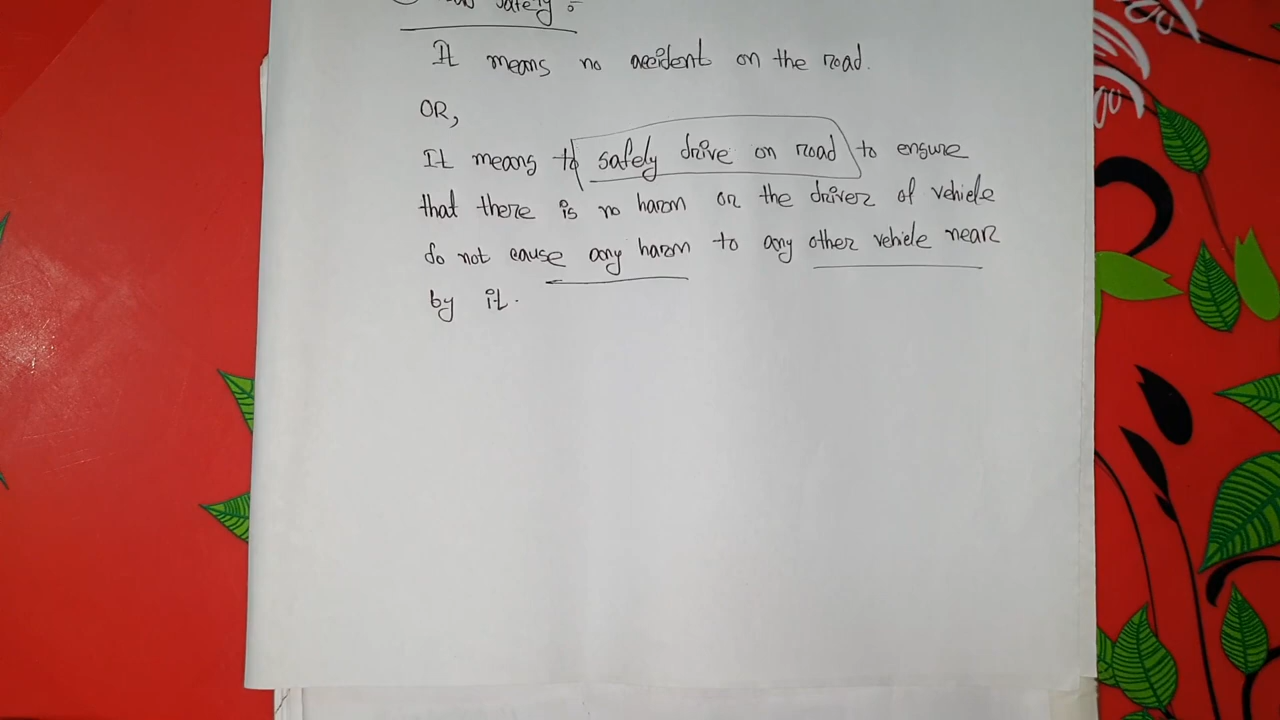 safety :
It means no accident on the road.
OR,
It means to safely drive on road to ensure
that there is no harm or the driver of vehicle
do not cause any harm to any other vehicle near
by it.